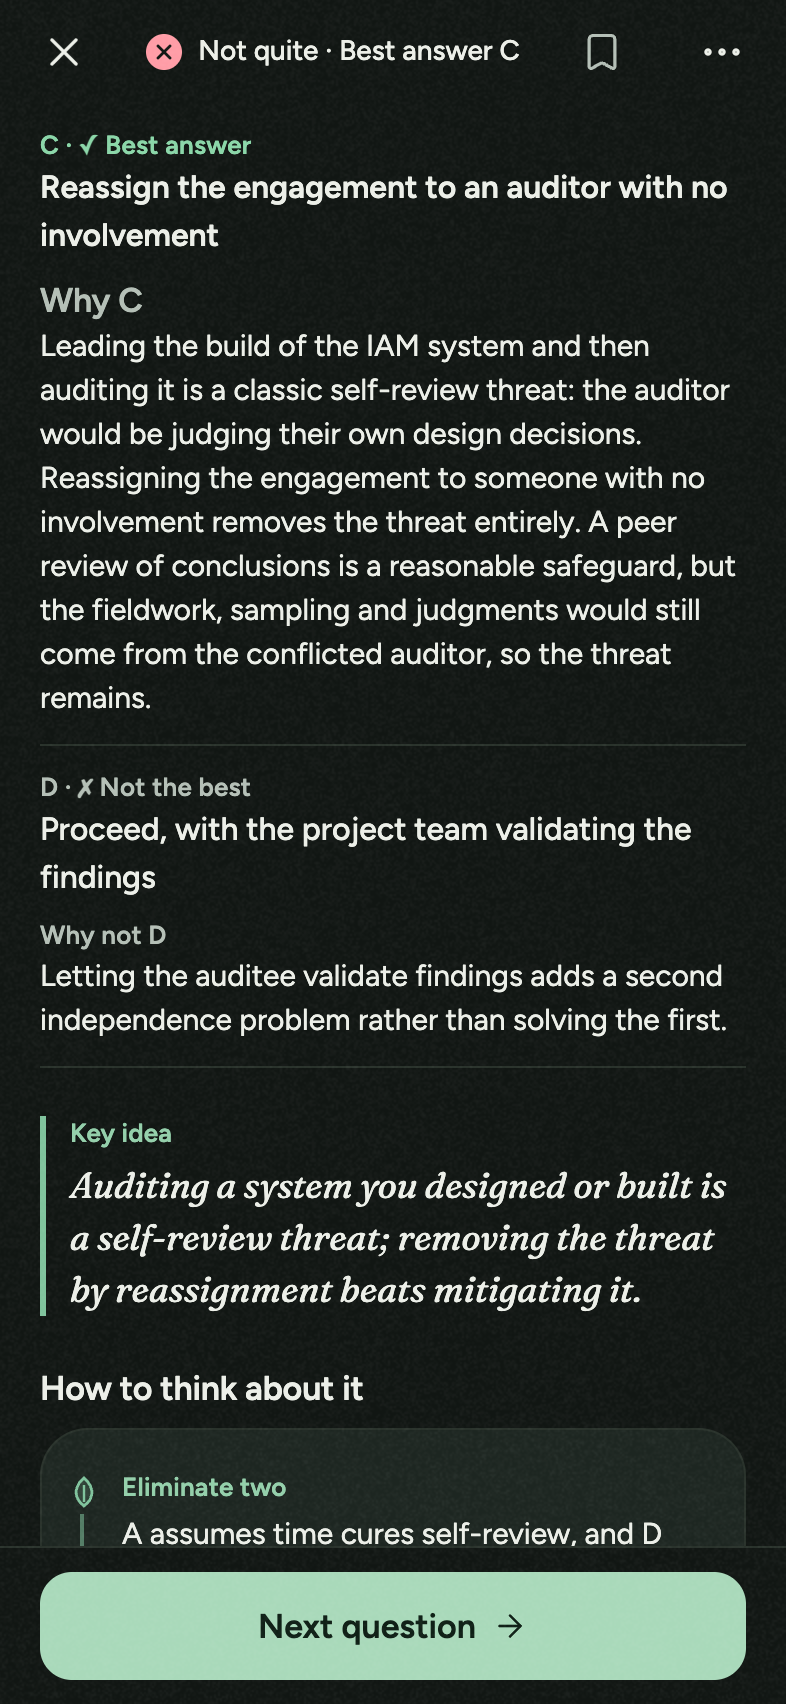 Not quite · Best answer C
C · ✓ Best answer
Reassign the engagement to an auditor with no
involvement
Why C
Leading the build of the IAM system and then
auditing it is a classic self-review threat: the auditor
would be judging their own design decisions.
Reassigning the engagement to someone with no
involvement removes the threat entirely. A peer
review of conclusions is a reasonable safeguard, but
the fieldwork, sampling and judgments would still
come from the conflicted auditor, so the threat
remains.
D · ✗ Not the best
Proceed, with the project team validating the
findings
Why not D
Letting the auditee validate findings adds a second
independence problem rather than solving the first.
Key idea
Auditing a system you designed or built is
a self-review threat; removing the threat
by reassignment beats mitigating it.
How to think about it
Eliminate two
A assumes time cures self-review, and D
Next question →